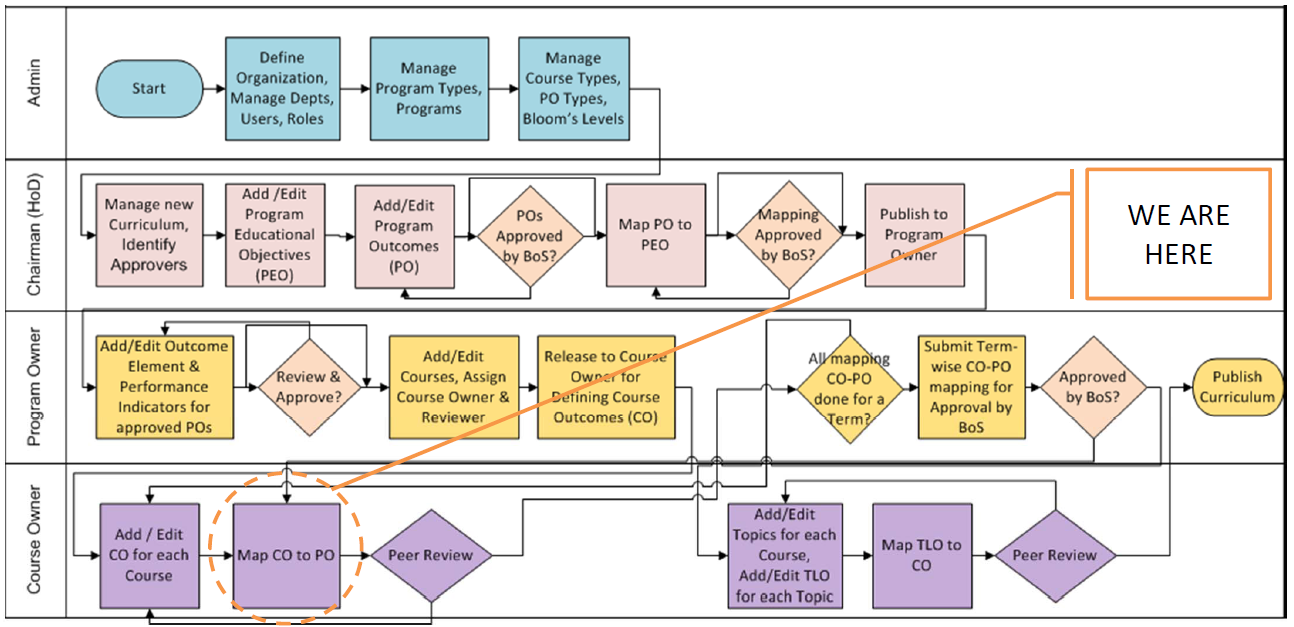 Admin
Start
Define
Organization,
Manage Depts,
Users, Roles
Manage
Program Types,
Programs
Manage
Course Types,
PO Types,
Bloom's Levels
Chairman (HoD)
Manage new
Curriculum,
Identify
Approvers
Add /Edit
Program
Educational
Objectives
(PEO)
Add/Edit
Program
Outcomes
(PO)
POs
Approved
by BoS?
Map PO to
PEO
Mapping
Approved
by BoS?
Publish to
Program
Owner
WE ARE
HERE
Program Owner
Add/Edit Outcome
Element &
Performance
Indicators for
approved POs
Review &
Approve?
Add/Edit
Courses, Assign
Course Owner &
Reviewer
Release to Course
Owner for
Defining Course
Outcomes (CO)
All mapping
CO-PO
done for a
Term?
Submit Term-
wise CO-PO
mapping for
Approval by
BoS
Approved
by BoS?
Publish
Curriculum
Course Owner
Add / Edit
CO for each
Course
Map CO to PO
Peer Review
Add/Edit
Topics for each
Course,
Add/Edit TLO
for each Topic
Map TLO to
CO
Peer Review